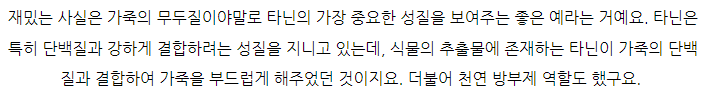 재밌는 사실은 가죽의 무두질이야말로 타닌의 가장 중요한 성질을 보여주는 좋은 예라는 거예요. 타닌은
특히 단백질과 강하게 결합하려는 성질을 지니고 있는데, 식물의 추출물에 존재하는 타닌이 가죽의 단백
질과 결합하여 가죽을 부드럽게 해주었던 것이지요. 더불어 천연 방부제 역할도 했구요.